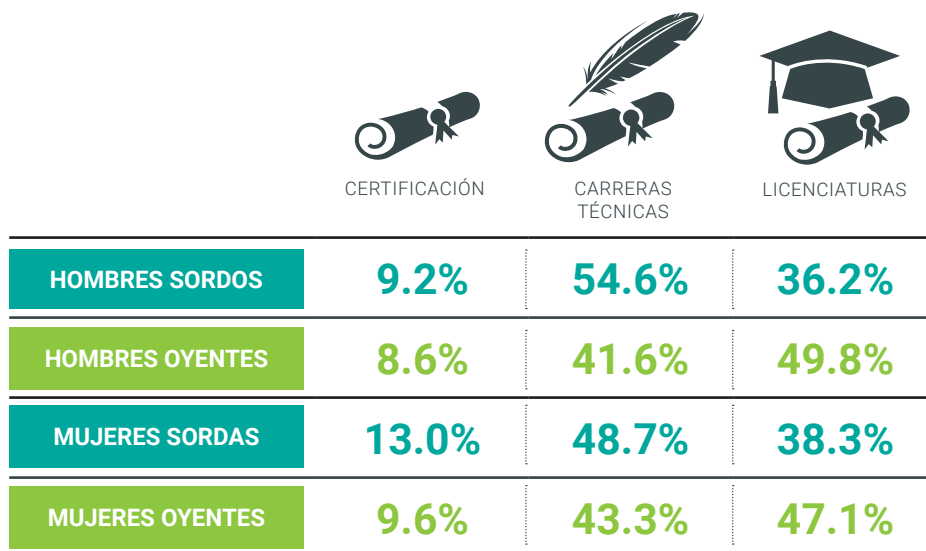 CERTIFICACIÓN
CARRERAS
TÉCNICAS
LICENCIATURAS
HOMBRES SORDOS 9.2% 54.6% 36.2%
HOMBRES OYENTES 8.6% 41.6% 49.8%
MUJERES SORDAS 13.0% 48.7% 38.3%
MUJERES OYENTES 9.6% 43.3% 47.1%